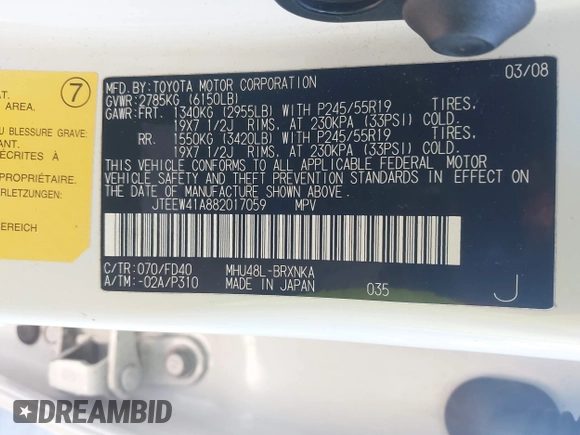 7
AT.
AREA.
U BLESSURE GRAVE:
ÉCRITES À
PROPRIÉTAIRE.
RLETZUNGEN:
BEREICH
MFD.BY:TOYOTA MOTOR CORPORATION 03/08
GVWR:2785KG (6150LB)
GAWR:FRT. 1340KG (2955LB) WITH P245/55R19 TIRES.
19X7 1/2J RIMS. AT 230KPA (33PSI) COLD.
RR. 1550KG (3420LB) WITH P245/55R19 TIRES.
19X7 1/2J RIMS. AT 230KPA (33PSI) COLD.
THIS VEHICLE CONFORMS TO ALL APPLICABLE FEDERAL MOTOR
VEHICLE SAFETY AND THEFT PREVENTION STANDARDS IN EFFECT ON
THE DATE OF MANUFACTURE SHOWN ABOVE.
JTEEW41A882017059 MPV
C/TR:070/FD40 MHU48L-BRXNKA
A/TM:-02A/P310 MADE IN JAPAN 035 J
DREAMBID